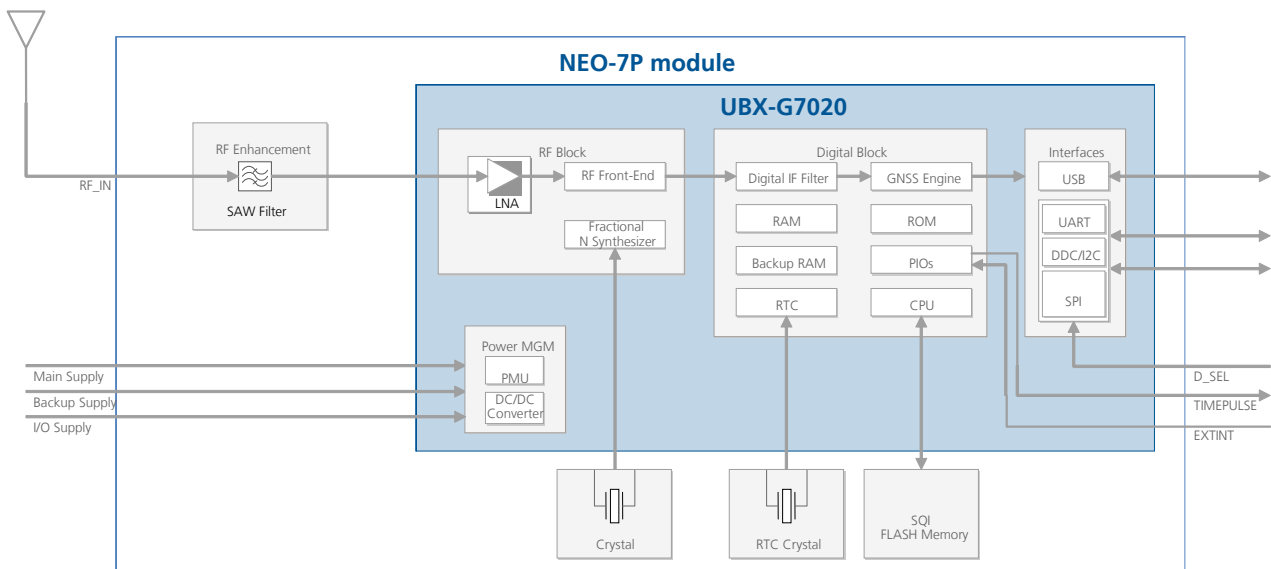 NEO-7P module
UBX-G7020
RF Enhancement
SAW Filter
RF_IN
RF Block
LNA
RF Front-End
Fractional
N Synthesizer
Digital Block
Digital IF Filter
GNSS Engine
RAM
ROM
Backup RAM
PIOs
RTC
CPU
Interfaces
USB
UART
DDC/I2C
SPI
Power MGM
PMU
DC/DC
Converter
Main Supply
Backup Supply
I/O Supply
D_SEL
TIMEPULSE
EXTINT
Crystal
RTC Crystal
SQI
FLASH Memory